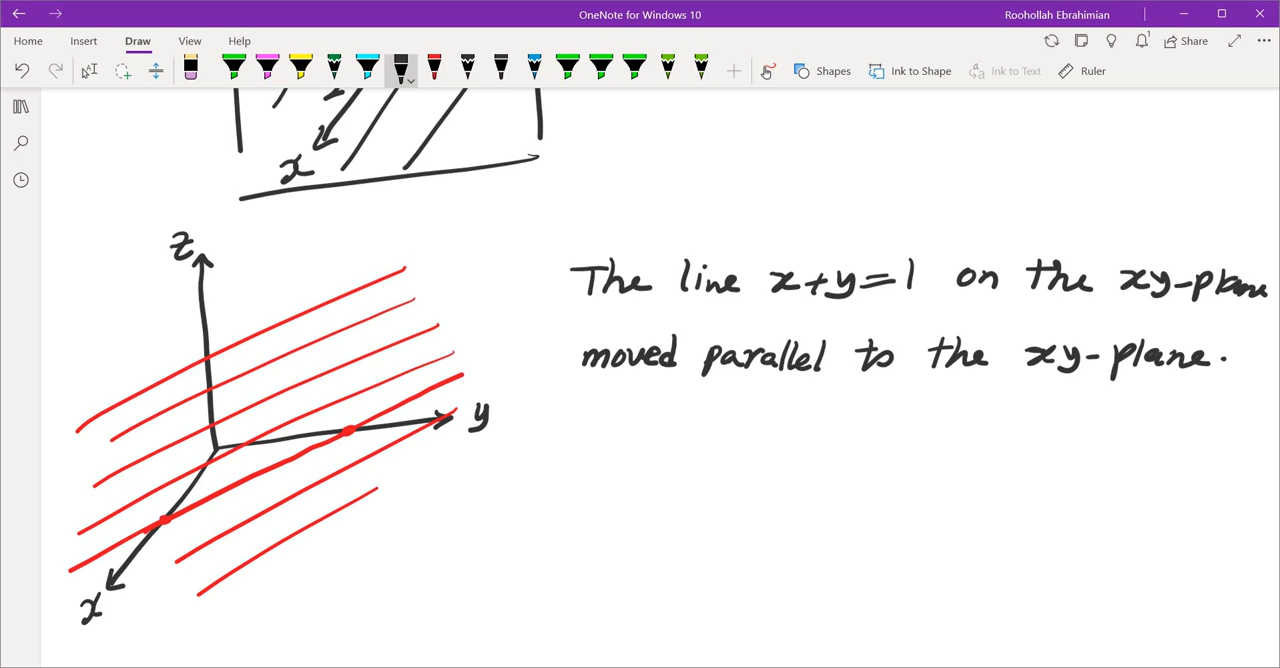 OneNote for Windows 10
Roohollah Ebrahimian
Home Insert Draw View Help
Share
Shapes Ink to Shape Ink to Text Ruler
x
z
y
x
The line x+y=1 on the xy-plane
moved parallel to the xy-plane.